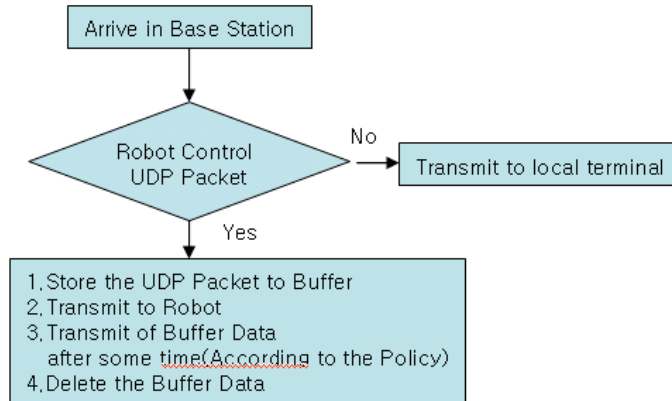 Arrive in Base Station
Robot Control
UDP Packet
No
Transmit to local terminal
Yes
1,Store the UDP Packet to Buffer
2,Transmit to Robot
3,Transmit of Buffer Data
after some time(According to the Policy)
4,Delete the Buffer Data